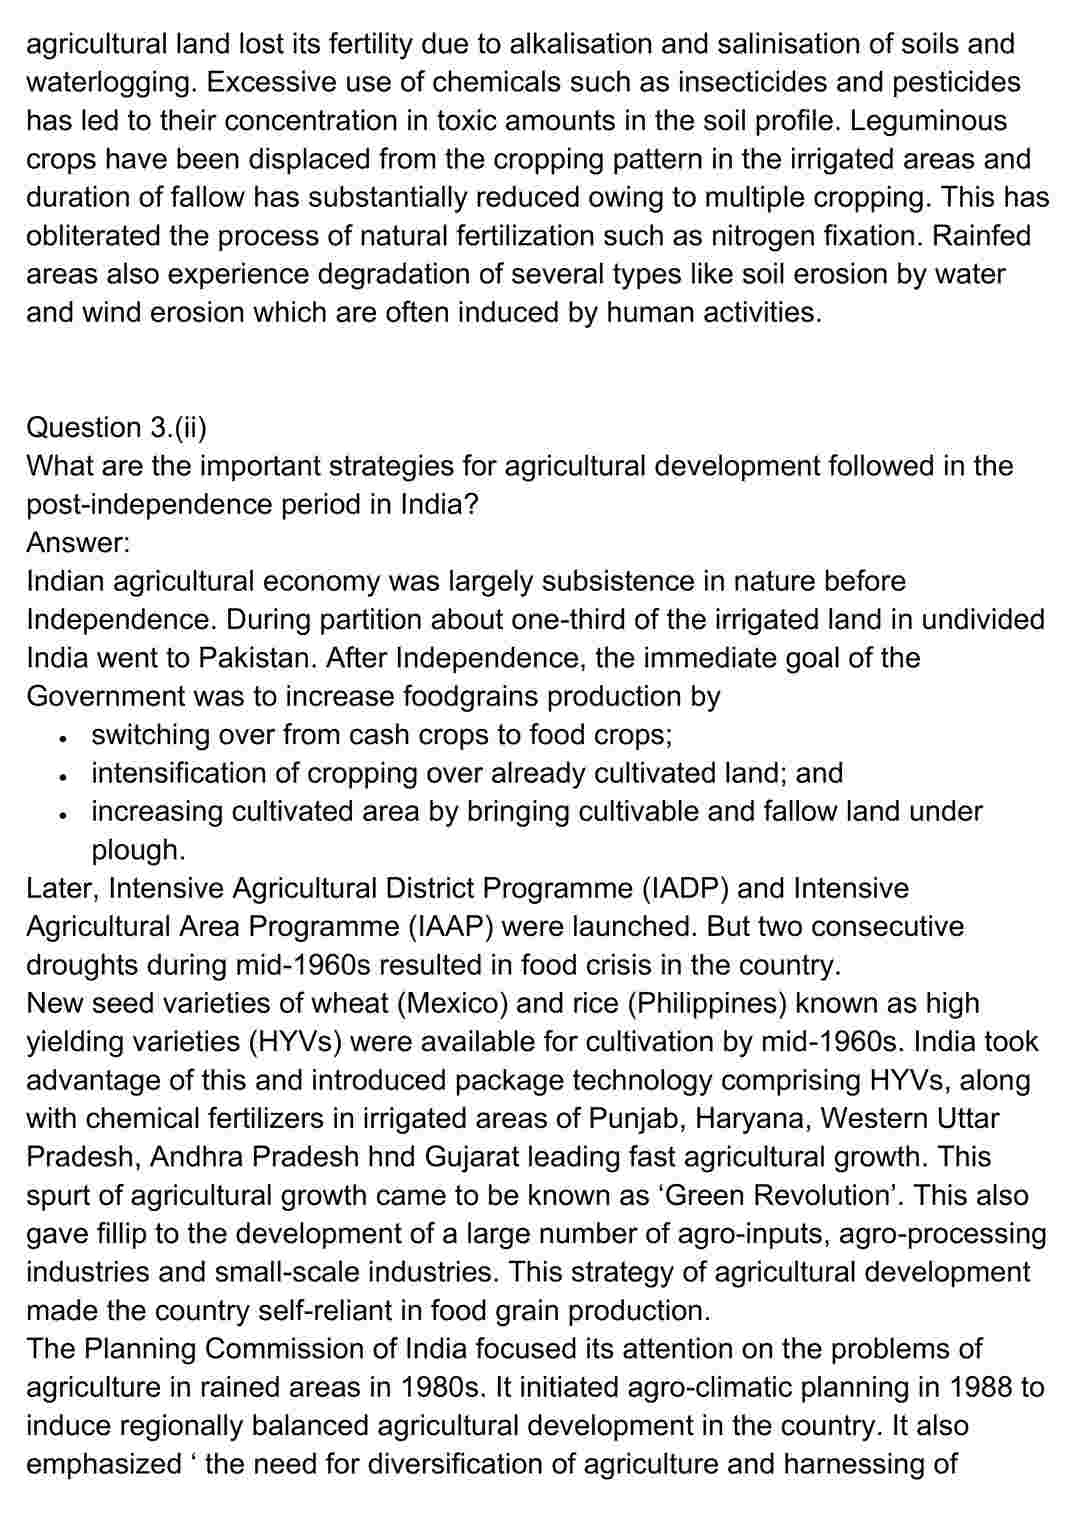 agricultural land lost its fertility due to alkalisation and salinisation of soils and
waterlogging. Excessive use of chemicals such as insecticides and pesticides
has led to their concentration in toxic amounts in the soil profile. Leguminous
crops have been displaced from the cropping pattern in the irrigated areas and
duration of fallow has substantially reduced owing to multiple cropping. This has
obliterated the process of natural fertilization such as nitrogen fixation. Rainfed
areas also experience degradation of several types like soil erosion by water
and wind erosion which are often induced by human activities.
Question 3.(ii)
What are the important strategies for agricultural development followed in the
post-independence period in India?
Answer:
Indian agricultural economy was largely subsistence in nature before
Independence. During partition about one-third of the irrigated land in undivided
India went to Pakistan. After Independence, the immediate goal of the
Government was to increase foodgrains production by
• switching over from cash crops to food crops;
• intensification of cropping over already cultivated land; and
• increasing cultivated area by bringing cultivable and fallow land under
plough.
Later, Intensive Agricultural District Programme (IADP) and Intensive
Agricultural Area Programme (IAAP) were launched. But two consecutive
droughts during mid-1960s resulted in food crisis in the country.
New seed varieties of wheat (Mexico) and rice (Philippines) known as high
yielding varieties (HYVs) were available for cultivation by mid-1960s. India took
advantage of this and introduced package technology comprising HYVs, along
with chemical fertilizers in irrigated areas of Punjab, Haryana, Western Uttar
Pradesh, Andhra Pradesh hnd Gujarat leading fast agricultural growth. This
spurt of agricultural growth came to be known as ‘Green Revolution’. This also
gave fillip to the development of a large number of agro-inputs, agro-processing
industries and small-scale industries. This strategy of agricultural development
made the country self-reliant in food grain production.
The Planning Commission of India focused its attention on the problems of
agriculture in rained areas in 1980s. It initiated agro-climatic planning in 1988 to
induce regionally balanced agricultural development in the country. It also
emphasized ‘ the need for diversification of agriculture and harnessing of